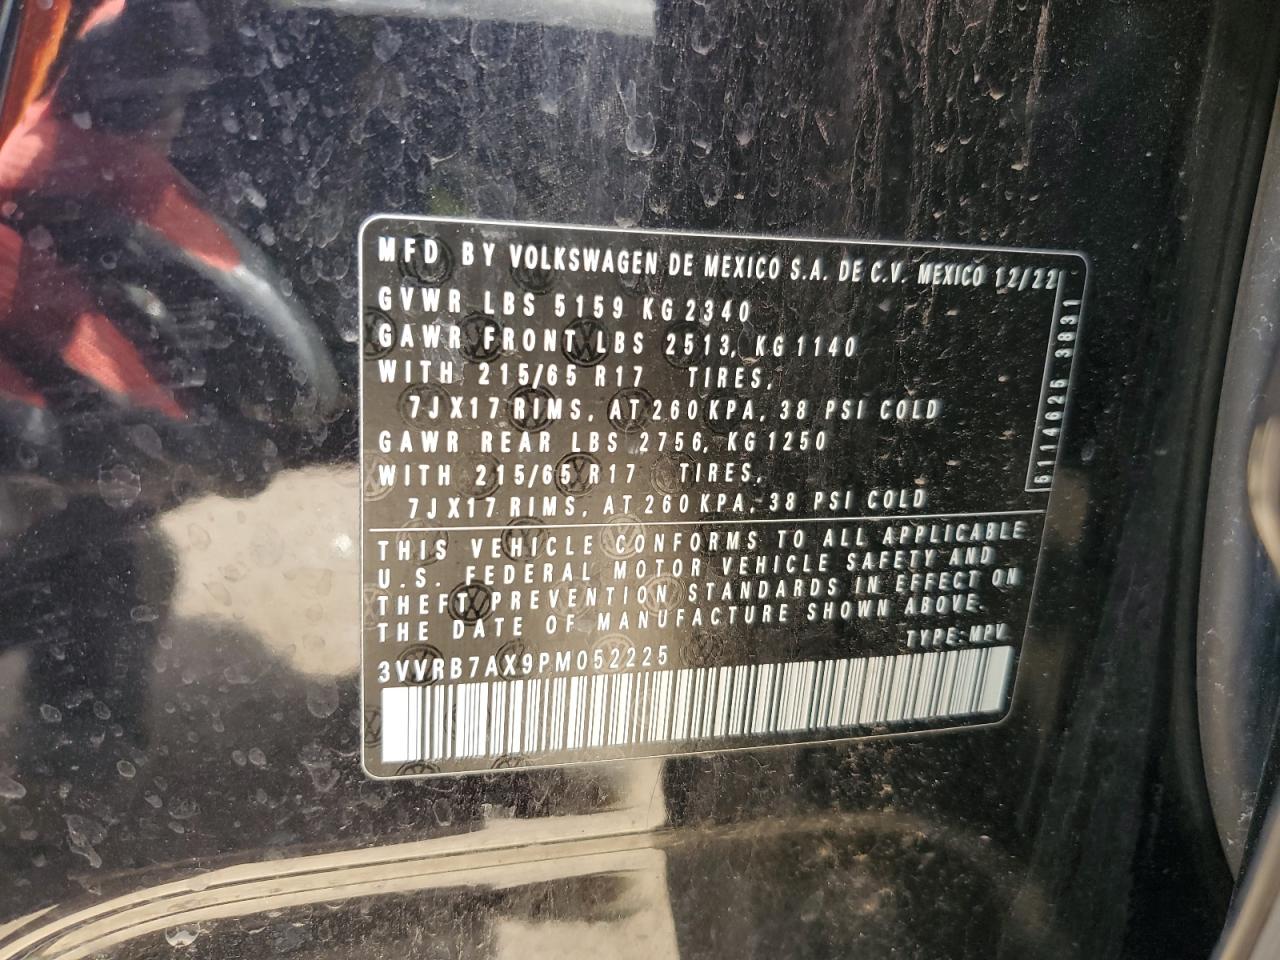 MFD BY VOLKSWAGEN DE MEXICO S.A. DE C.V. MEXICO 12/22
GVWR LBS 5159 KG 2340
GAWR FRONT LBS 2513, KG 1140
WITH 215/65 R17 TIRES,
7JX17 RIMS, AT 260 KPA, 38 PSI COLD
GAWR REAR LBS 2756, KG 1250
WITH 215/65 R17 TIRES,
7JX17 RIMS, AT 260 KPA, 38 PSI COLD
THIS VEHICLE CONFORMS TO ALL APPLICABLE
U.S. FEDERAL MOTOR VEHICLE SAFETY AND
THEFT PREVENTION STANDARDS IN EFFECT ON
THE DATE OF MANUFACTURE SHOWN ABOVE.
TYPE:MPV
3VVRB7AX9PM052225
5114626 3831